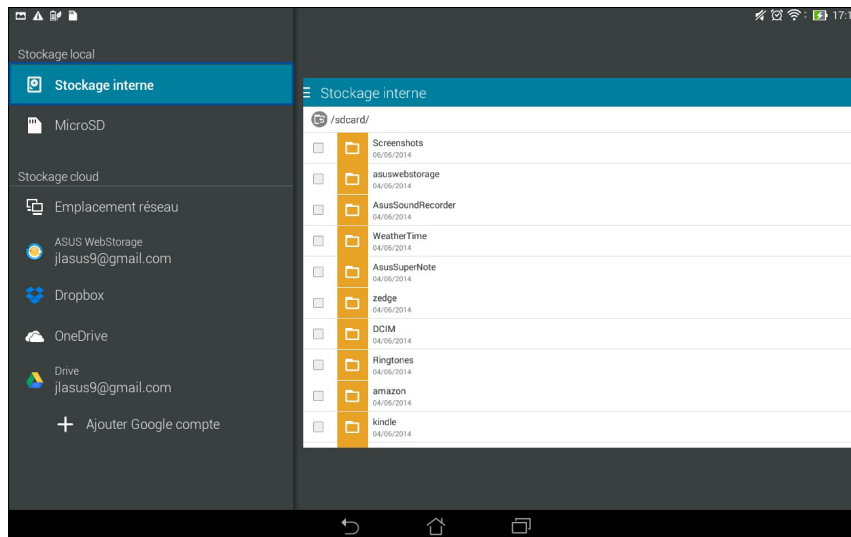 17:1
Stockage local
Stockage interne
MicroSD
Stockage cloud
Emplacement réseau
ASUS WebStorage
jlasus9@gmail.com
Dropbox
OneDrive
Drive
jlasus9@gmail.com
Ajouter Google compte
Stockage interne
/sdcard/
Screenshots
06/06/2014
asuswebstorage
04/06/2014
AsusSoundRecorder
04/06/2014
WeatherTime
04/06/2014
AsusSuperNote
04/06/2014
zedge
04/06/2014
DCIM
04/06/2014
Ringtones
04/06/2014
amazon
04/06/2014
kindle
04/06/2014